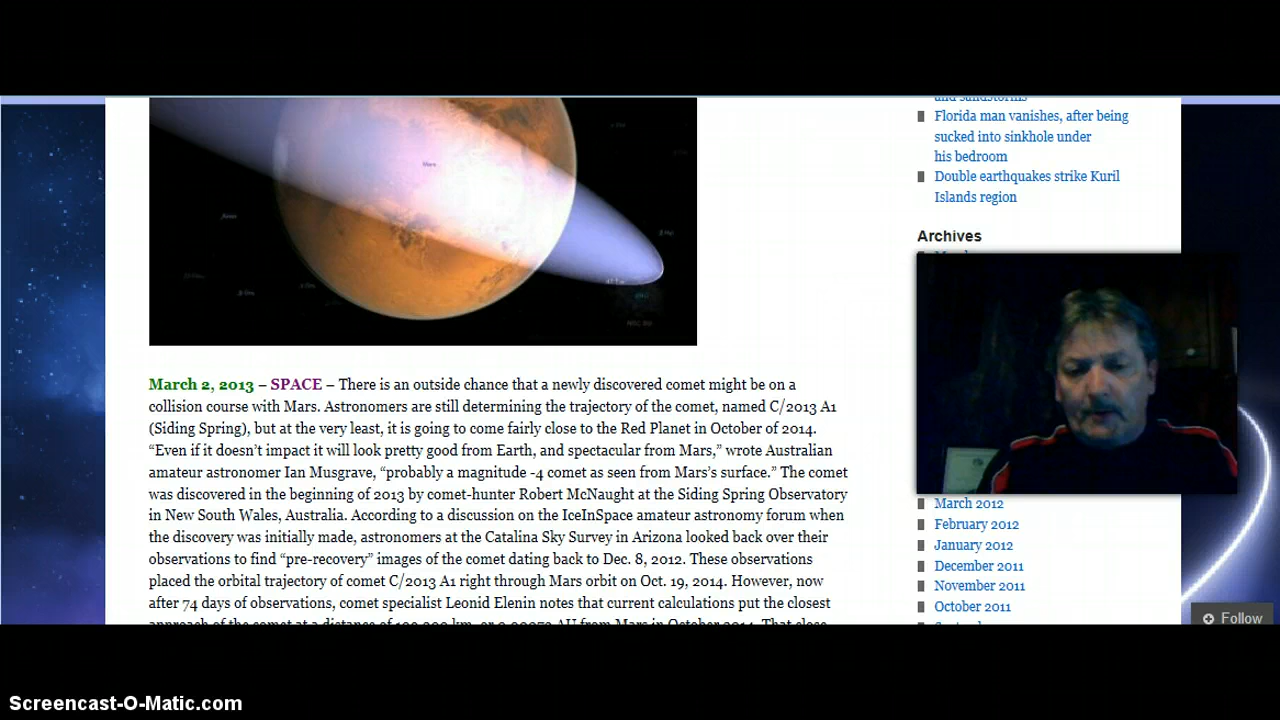 Mars
and sandstorms
Florida man vanishes, after being
sucked into sinkhole under
his bedroom
Double earthquakes strike Kuril
Islands region
Archives
March 2, 2013 – SPACE – There is an outside chance that a newly discovered comet might be on a
collision course with Mars. Astronomers are still determining the trajectory of the comet, named C/2013 A1
(Siding Spring), but at the very least, it is going to come fairly close to the Red Planet in October of 2014.
“Even if it doesn’t impact it will look pretty good from Earth, and spectacular from Mars,” wrote Australian
amateur astronomer Ian Musgrave, “probably a magnitude -4 comet as seen from Mars’s surface.” The comet
was discovered in the beginning of 2013 by comet-hunter Robert McNaught at the Siding Spring Observatory
in New South Wales, Australia. According to a discussion on the IceInSpace amateur astronomy forum when
the discovery was initially made, astronomers at the Catalina Sky Survey in Arizona looked back over their
observations to find “pre-recovery” images of the comet dating back to Dec. 8, 2012. These observations
placed the orbital trajectory of comet C/2013 A1 right through Mars orbit on Oct. 19, 2014. However, now
after 74 days of observations, comet specialist Leonid Elenin notes that current calculations put the closest
approach of the comet at a distance of AU from Mars in October 2014. That close
March 2012
February 2012
January 2012
December 2011
November 2011
October 2011
Follow
Screencast-O-Matic.com